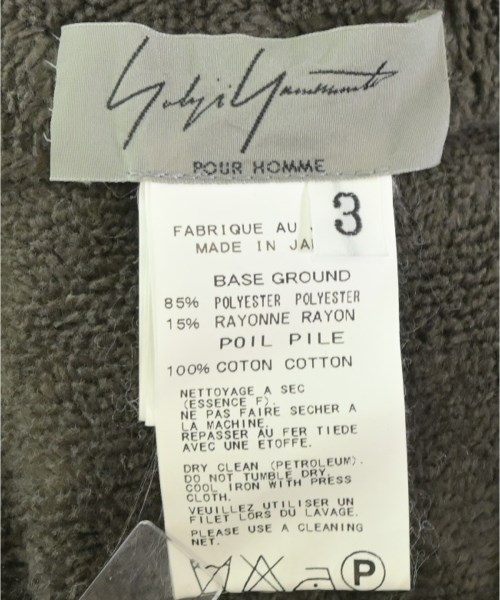 Yohji Yamamoto
POUR HOMME
3
FABRIQUE AU
MADE IN
BASE GROUND
85% POLYESTER POLYESTER
15% RAYONNE RAYON
POIL PILE
100% COTON COTTON
NETTOYAGE A SEC
(ESSENCE F).
NE PAS FAIRE SECHER A
LA MACHINE.
REPASSER AU FER TIEDE
AVEC UNE ETOFFE.
DRY CLEAN (PETROLEUM).
DO NOT TUMBLE DRY.
COOL IRON WITH PRESS
CLOTH.
VEUILLEZ UTILISER UN
FILET LORS DU LAVAGE.
PLEASE USE A CLEANING
NET.
P